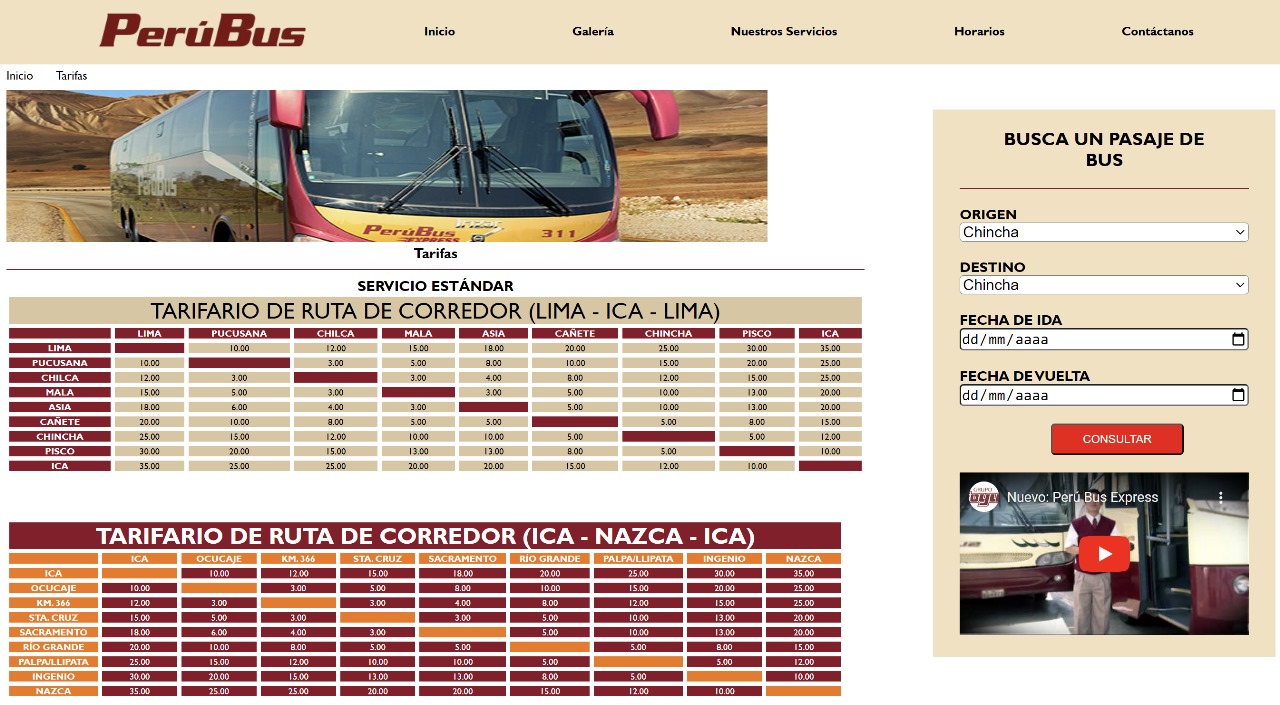 PerúBus
Inicio Galería Nuestros Servicios Horarios Contáctanos
Inicio Tarifas
PerúBus
PerúBus
EXPRESS
311
Tarifas
SERVICIO ESTÁNDAR
TARIFARIO DE RUTA DE CORREDOR (LIMA - ICA - LIMA)
LIMA PUCUSANA CHILCA MALA ASIA CAÑETE CHINCHA PISCO ICA
LIMA 10.00 12.00 15.00 18.00 20.00 25.00 30.00 35.00
PUCUSANA 10.00 3.00 5.00 8.00 10.00 15.00 20.00 25.00
CHILCA 12.00 3.00 3.00 4.00 8.00 12.00 15.00 25.00
MALA 15.00 5.00 3.00 3.00 5.00 10.00 13.00 20.00
ASIA 18.00 6.00 4.00 3.00 5.00 10.00 13.00 20.00
CAÑETE 20.00 10.00 8.00 5.00 5.00 5.00 8.00 15.00
CHINCHA 25.00 15.00 12.00 10.00 10.00 5.00 5.00 12.00
PISCO 30.00 20.00 15.00 13.00 13.00 8.00 5.00 10.00
ICA 35.00 25.00 25.00 20.00 20.00 15.00 12.00 10.00
TARIFARIO DE RUTA DE CORREDOR (ICA - NAZCA - ICA)
ICA OCUCAJE KM. 366 STA. CRUZ SACRAMENTO RÍO GRANDE PALPA/LLIPATA INGENIO NAZCA
ICA 10.00 12.00 15.00 18.00 20.00 25.00 30.00 35.00
OCUCAJE 10.00 3.00 5.00 8.00 10.00 15.00 20.00 25.00
KM. 366 12.00 3.00 3.00 4.00 8.00 12.00 15.00 25.00
STA. CRUZ 15.00 5.00 3.00 3.00 5.00 10.00 13.00 20.00
SACRAMENTO 18.00 6.00 4.00 3.00 5.00 10.00 13.00 20.00
RÍO GRANDE 20.00 10.00 8.00 5.00 5.00 5.00 8.00 15.00
PALPA/LLIPATA 25.00 15.00 12.00 10.00 10.00 5.00 5.00 12.00
INGENIO 30.00 20.00 15.00 13.00 13.00 8.00 5.00 10.00
NAZCA 35.00 25.00 25.00 20.00 20.00 15.00 12.00 10.00
BUSCA UN PASAJE DE
BUS
ORIGEN
Chincha
DESTINO
Chincha
FECHA DE IDA
dd/mm/aaaa
FECHA DE VUELTA
dd/mm/aaaa
CONSULTAR
GRUPO
Nuevo: Perú Bus Express